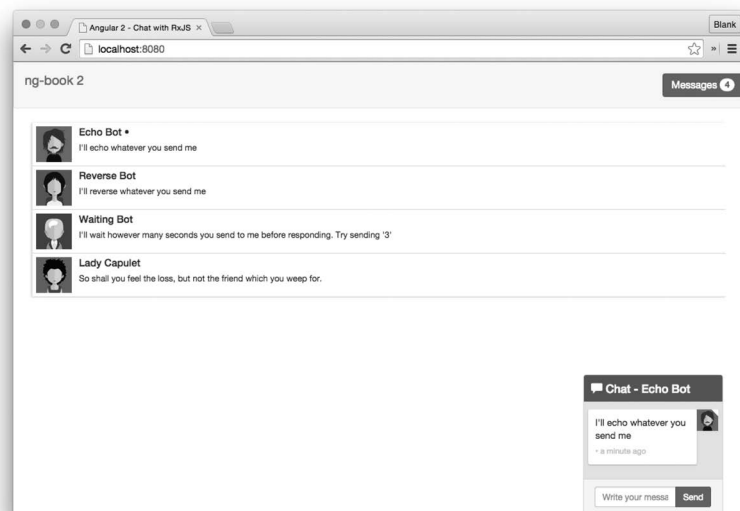 Angular 2 - Chat with RxJS
Blank
localhost:8080
ng-book 2
Messages 4
Echo Bot •
I'll echo whatever you send me
Reverse Bot
I'll reverse whatever you send me
Waiting Bot
I'll wait however many seconds you send to me before responding. Try sending '3'
Lady Capulet
So shall you feel the loss, but not the friend which you weep for.
Chat - Echo Bot
I'll echo whatever you
send me
• a minute ago
Write your messa
Send